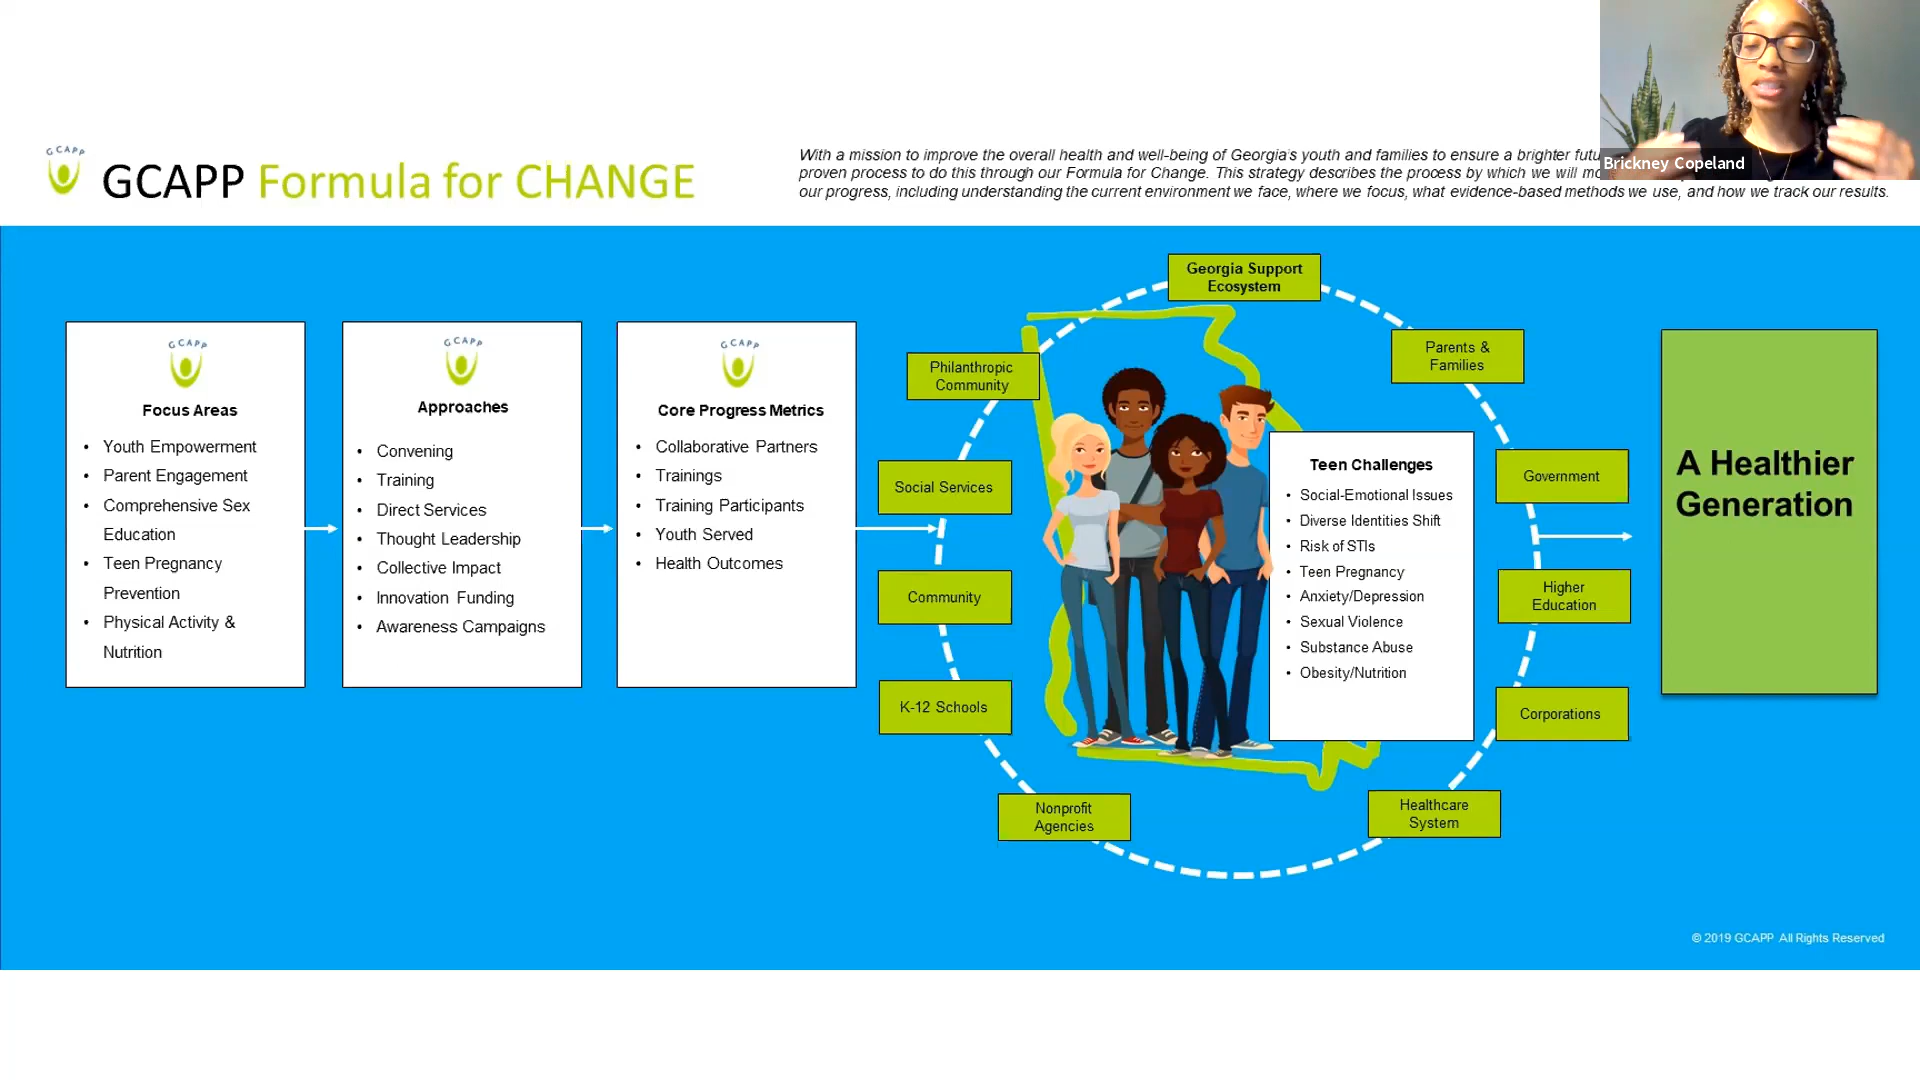 GCAPP
GCAPP Formula for CHANGE
With a mission to improve the overall health and well-being of Georgia's youth and families to ensure a brighter
proven process to do this through our Formula for Change. This strategy describes the process by which we will
our progress, including understanding the current environment we face, where we focus, what evidence-based methods we use, and how we track our results.
Brickney Copeland
GCAPP
Focus Areas
• Youth Empowerment
• Parent Engagement
• Comprehensive Sex
Education
• Teen Pregnancy
Prevention
• Physical Activity &
Nutrition
GCAPP
Approaches
• Convening
• Training
• Direct Services
• Thought Leadership
• Collective Impact
• Innovation Funding
• Awareness Campaigns
GCAPP
Core Progress Metrics
• Collaborative Partners
• Trainings
• Training Participants
• Youth Served
• Health Outcomes
Georgia Support
Ecosystem
Philanthropic
Community
Social Services
Community
K-12 Schools
Nonprofit
Agencies
Parents &
Families
Government
Higher
Education
Corporations
Healthcare
System
Teen Challenges
• Social-Emotional Issues
• Diverse Identities Shift
• Risk of STIs
• Teen Pregnancy
• Anxiety/Depression
• Sexual Violence
• Substance Abuse
• Obesity/Nutrition
A Healthier
Generation
© 2019 GCAPP All Rights Reserved